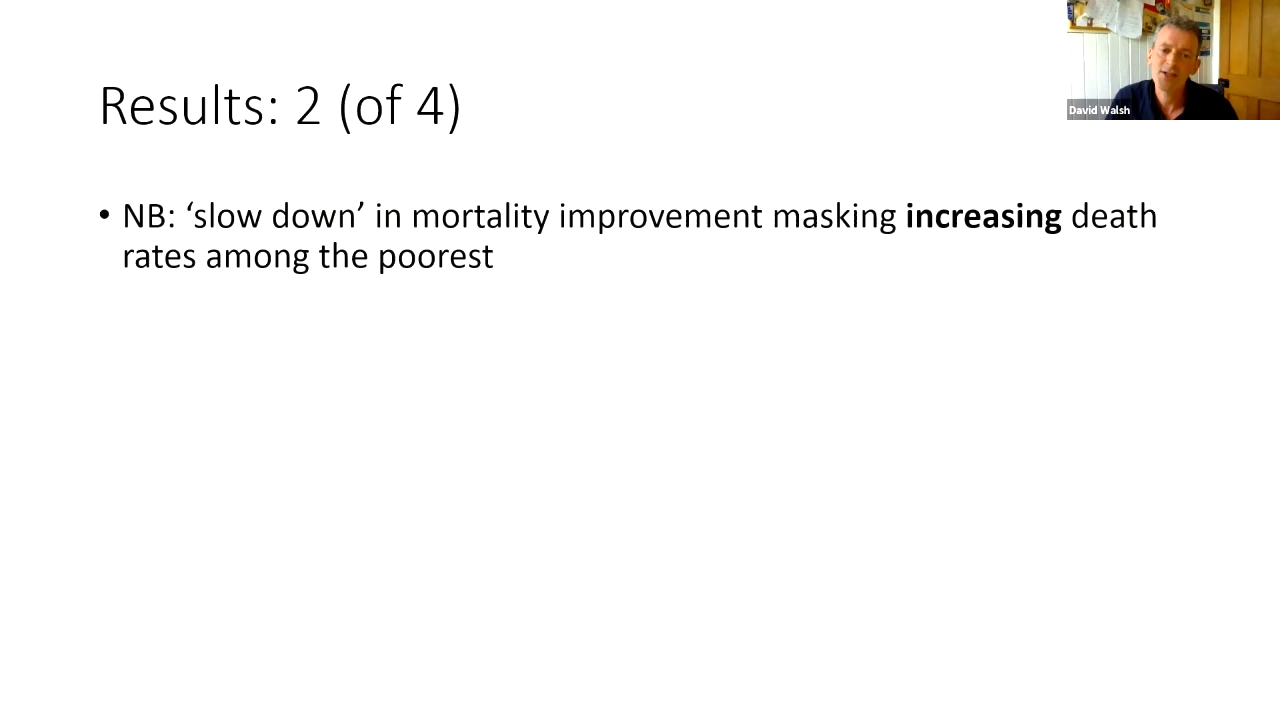 Results: 2 (of 4)
• NB: ‘slow down’ in mortality improvement masking increasing death
rates among the poorest
David Walsh